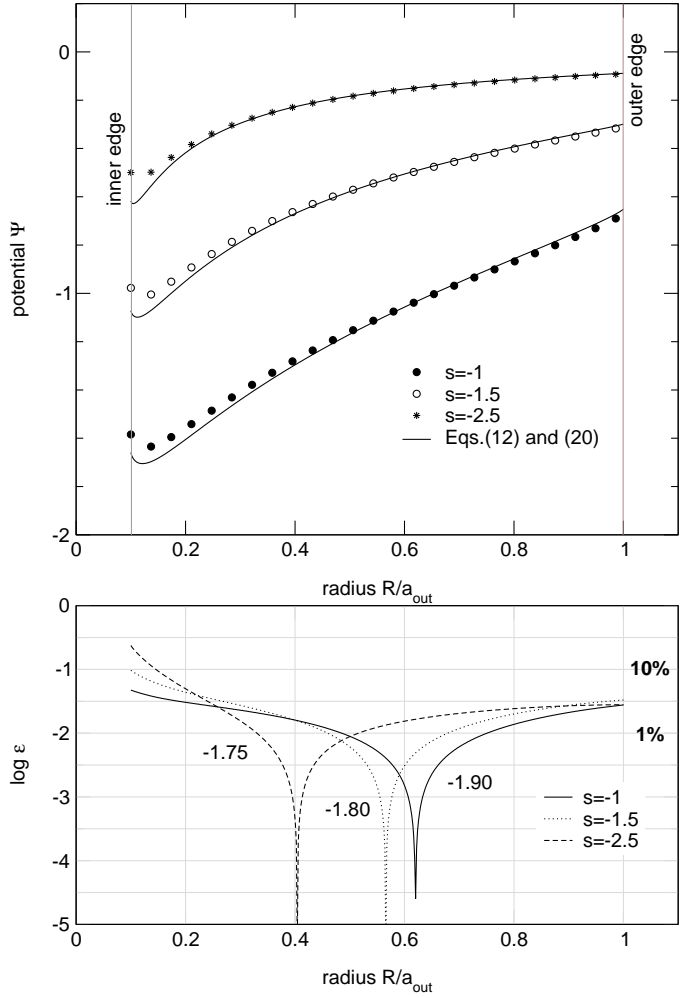 0
-1
-2
potential Ψ
inner edge
outer edge
s=-1
s=-1.5
s=-2.5
Eqs.(12) and (20)
0 0.2 0.4 0.6 0.8 1
radius R/a_out
0
-1
-2
-3
-4
-5
log ε
10%
1%
-1.75
-1.80
-1.90
s=-1
s=-1.5
s=-2.5
0 0.2 0.4 0.6 0.8 1
radius R/a_out